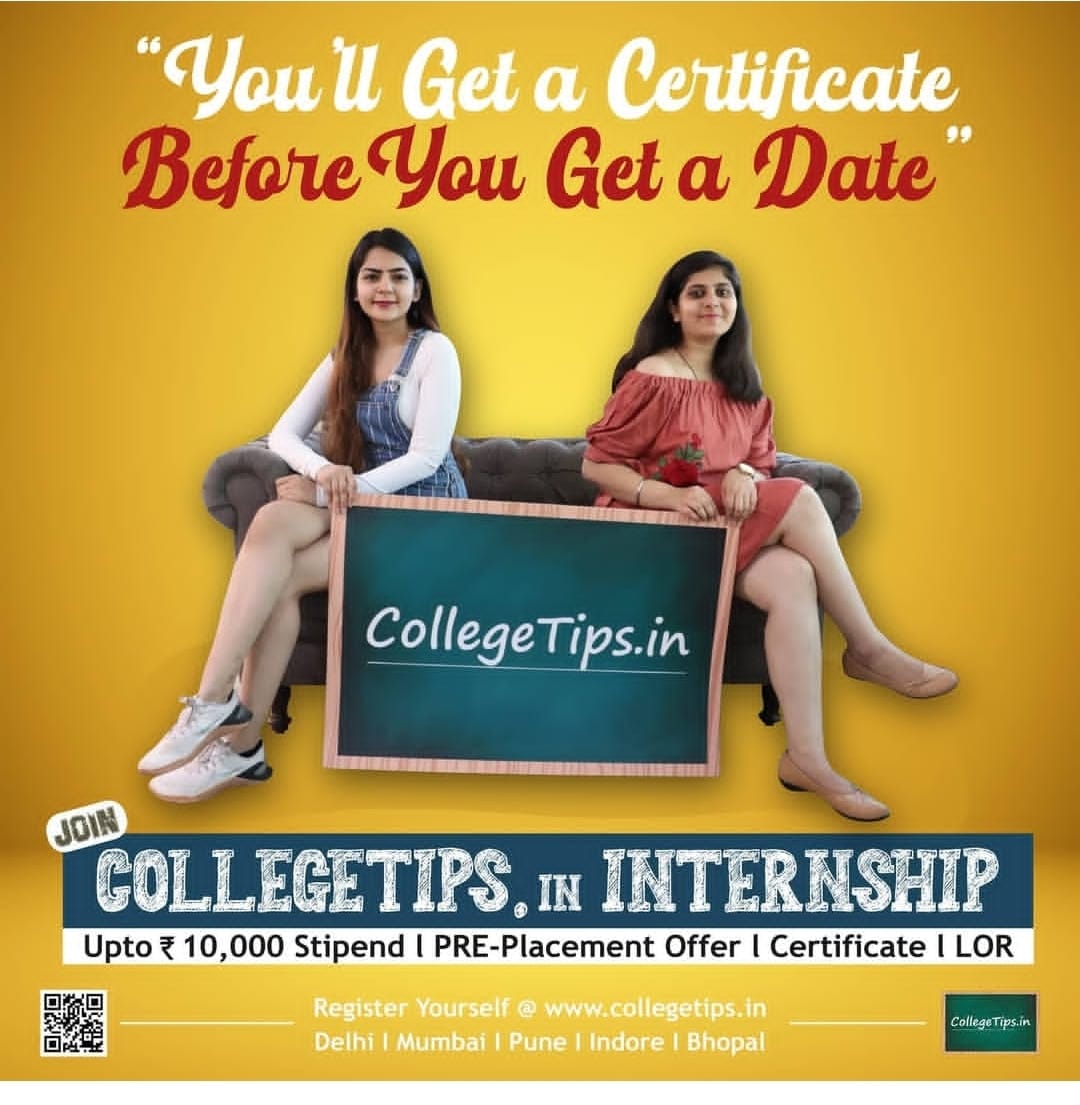 “You'll Get a Certificate
Before You Get a Date”
CollegeTips.in
JOIN
COLLEGETIPS.IN INTERNSHIP
Upto ₹ 10,000 Stipend l PRE-Placement Offer l Certificate l LOR
Register Yourself @ www.collegetips.in
Delhi l Mumbai l Pune l Indore l Bhopal
CollegeTips.in